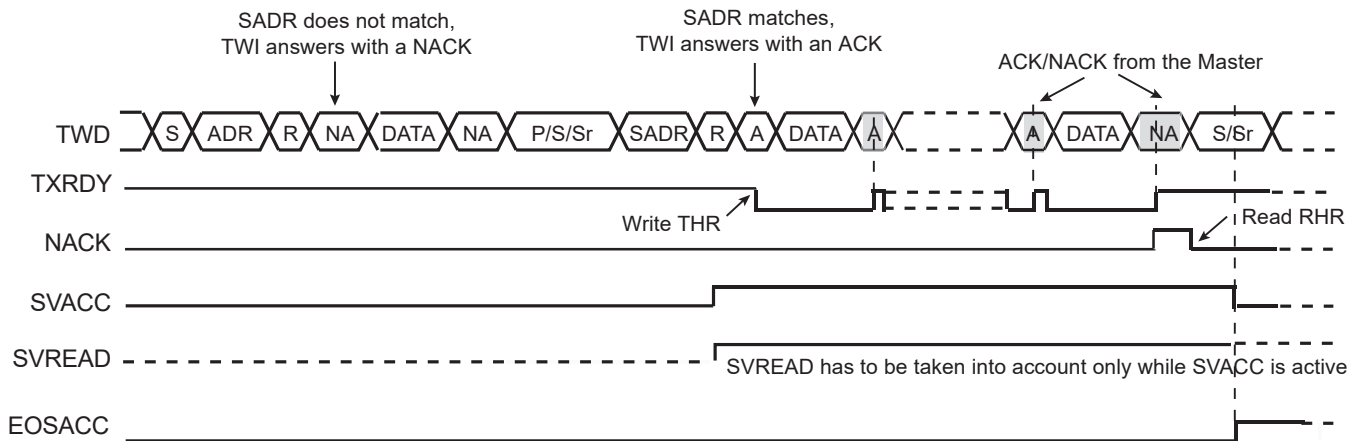 SADR does not match,
TWI answers with a NACK
SADR matches,
TWI answers with an ACK
ACK/NACK from the Master
TWD S ADR R NA DATA NA P/S/Sr SADR R A DATA A A DATA NA S/Sr
TXRDY
Write THR
Read RHR
NACK
SVACC
SVREAD
SVREAD has to be taken into account only while SVACC is active
EOSACC